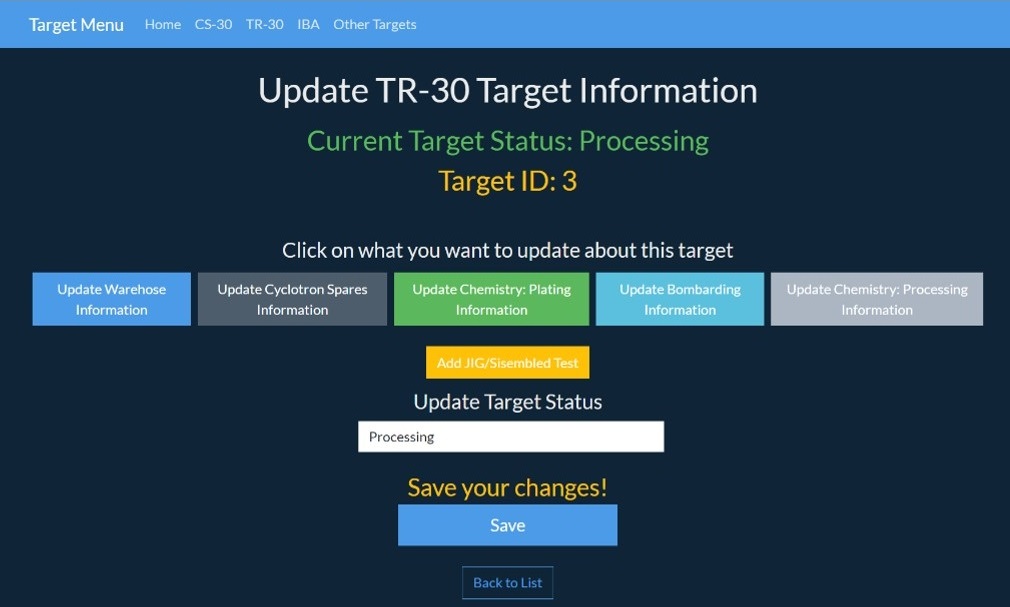 Target Menu Home CS-30 TR-30 IBA Other Targets
Update TR-30 Target Information
Current Target Status: Processing
Target ID: 3
Click on what you want to update about this target
Update Warehose
Information
Update Cyclotron Spares
Information
Update Chemistry: Plating
Information
Update Bombarding
Information
Update Chemistry: Processing
Information
Add JIG/Sisembled Test
Update Target Status
Processing
Save your changes!
Save
Back to List